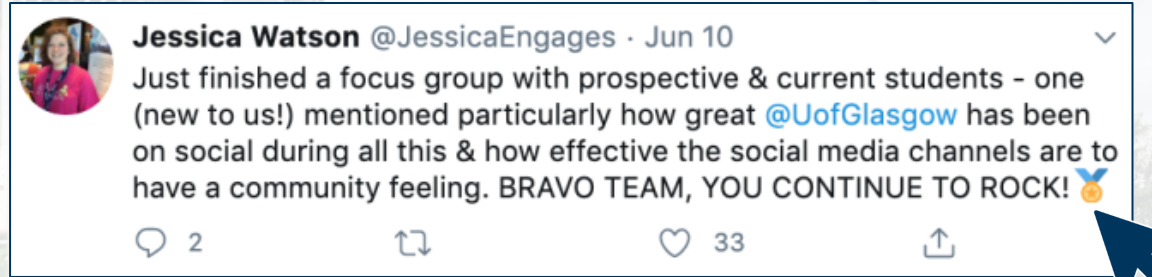 Jessica Watson @JessicaEngages · Jun 10
Just finished a focus group with prospective & current students - one
(new to us!) mentioned particularly how great @UofGlasgow has been
on social during all this & how effective the social media channels are to
have a community feeling. BRAVO TEAM, YOU CONTINUE TO ROCK!🏅
2 33